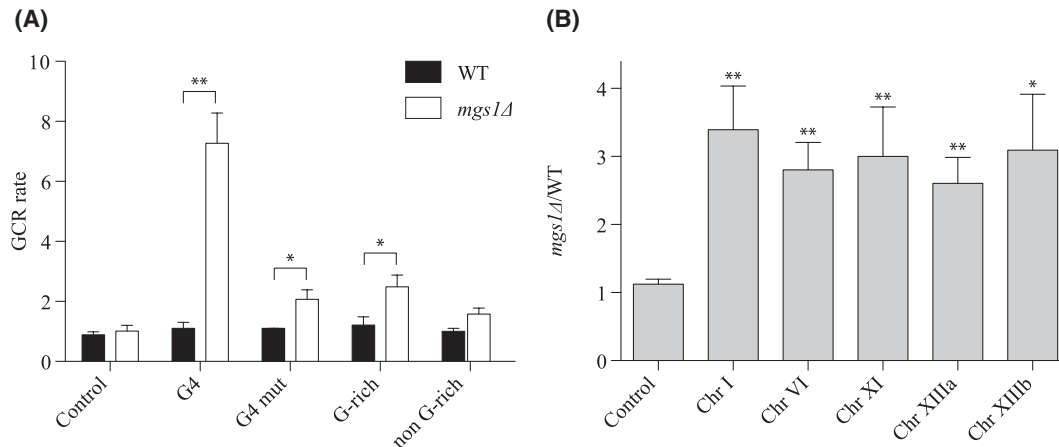 (A)
GCR rate
10
8
6
4
2
0
**
*
*
WT
mgs1Δ
Control
G4
G4 mut
G-rich
non G-rich
(B)
mgs1Δ/WT
4
3
2
1
0
**
**
**
**
*
Control
Chr I
Chr VI
Chr XI
Chr XIIIa
Chr XIIIb